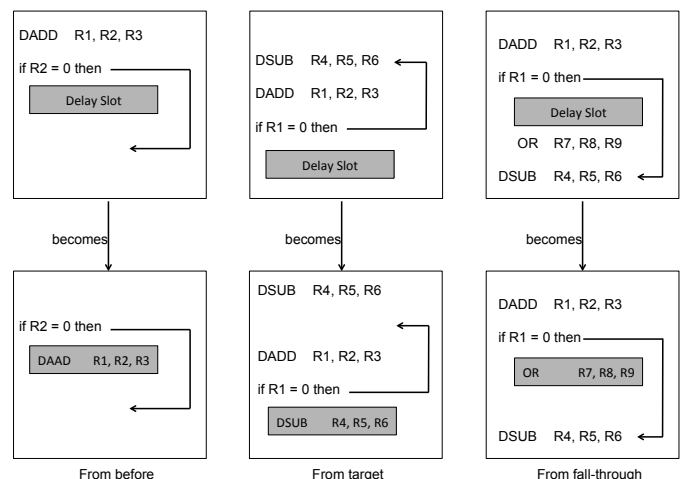 DADD R1, R2, R3
if R2 = 0 then
Delay Slot
becomes
if R2 = 0 then
DAAD R1, R2, R3
From before
DSUB R4, R5, R6
DADD R1, R2, R3
if R1 = 0 then
Delay Slot
becomes
DSUB R4, R5, R6
DADD R1, R2, R3
if R1 = 0 then
DSUB R4, R5, R6
From target
DADD R1, R2, R3
if R1 = 0 then
Delay Slot
OR R7, R8, R9
DSUB R4, R5, R6
becomes
DADD R1, R2, R3
if R1 = 0 then
OR R7, R8, R9
DSUB R4, R5, R6
From fall-through